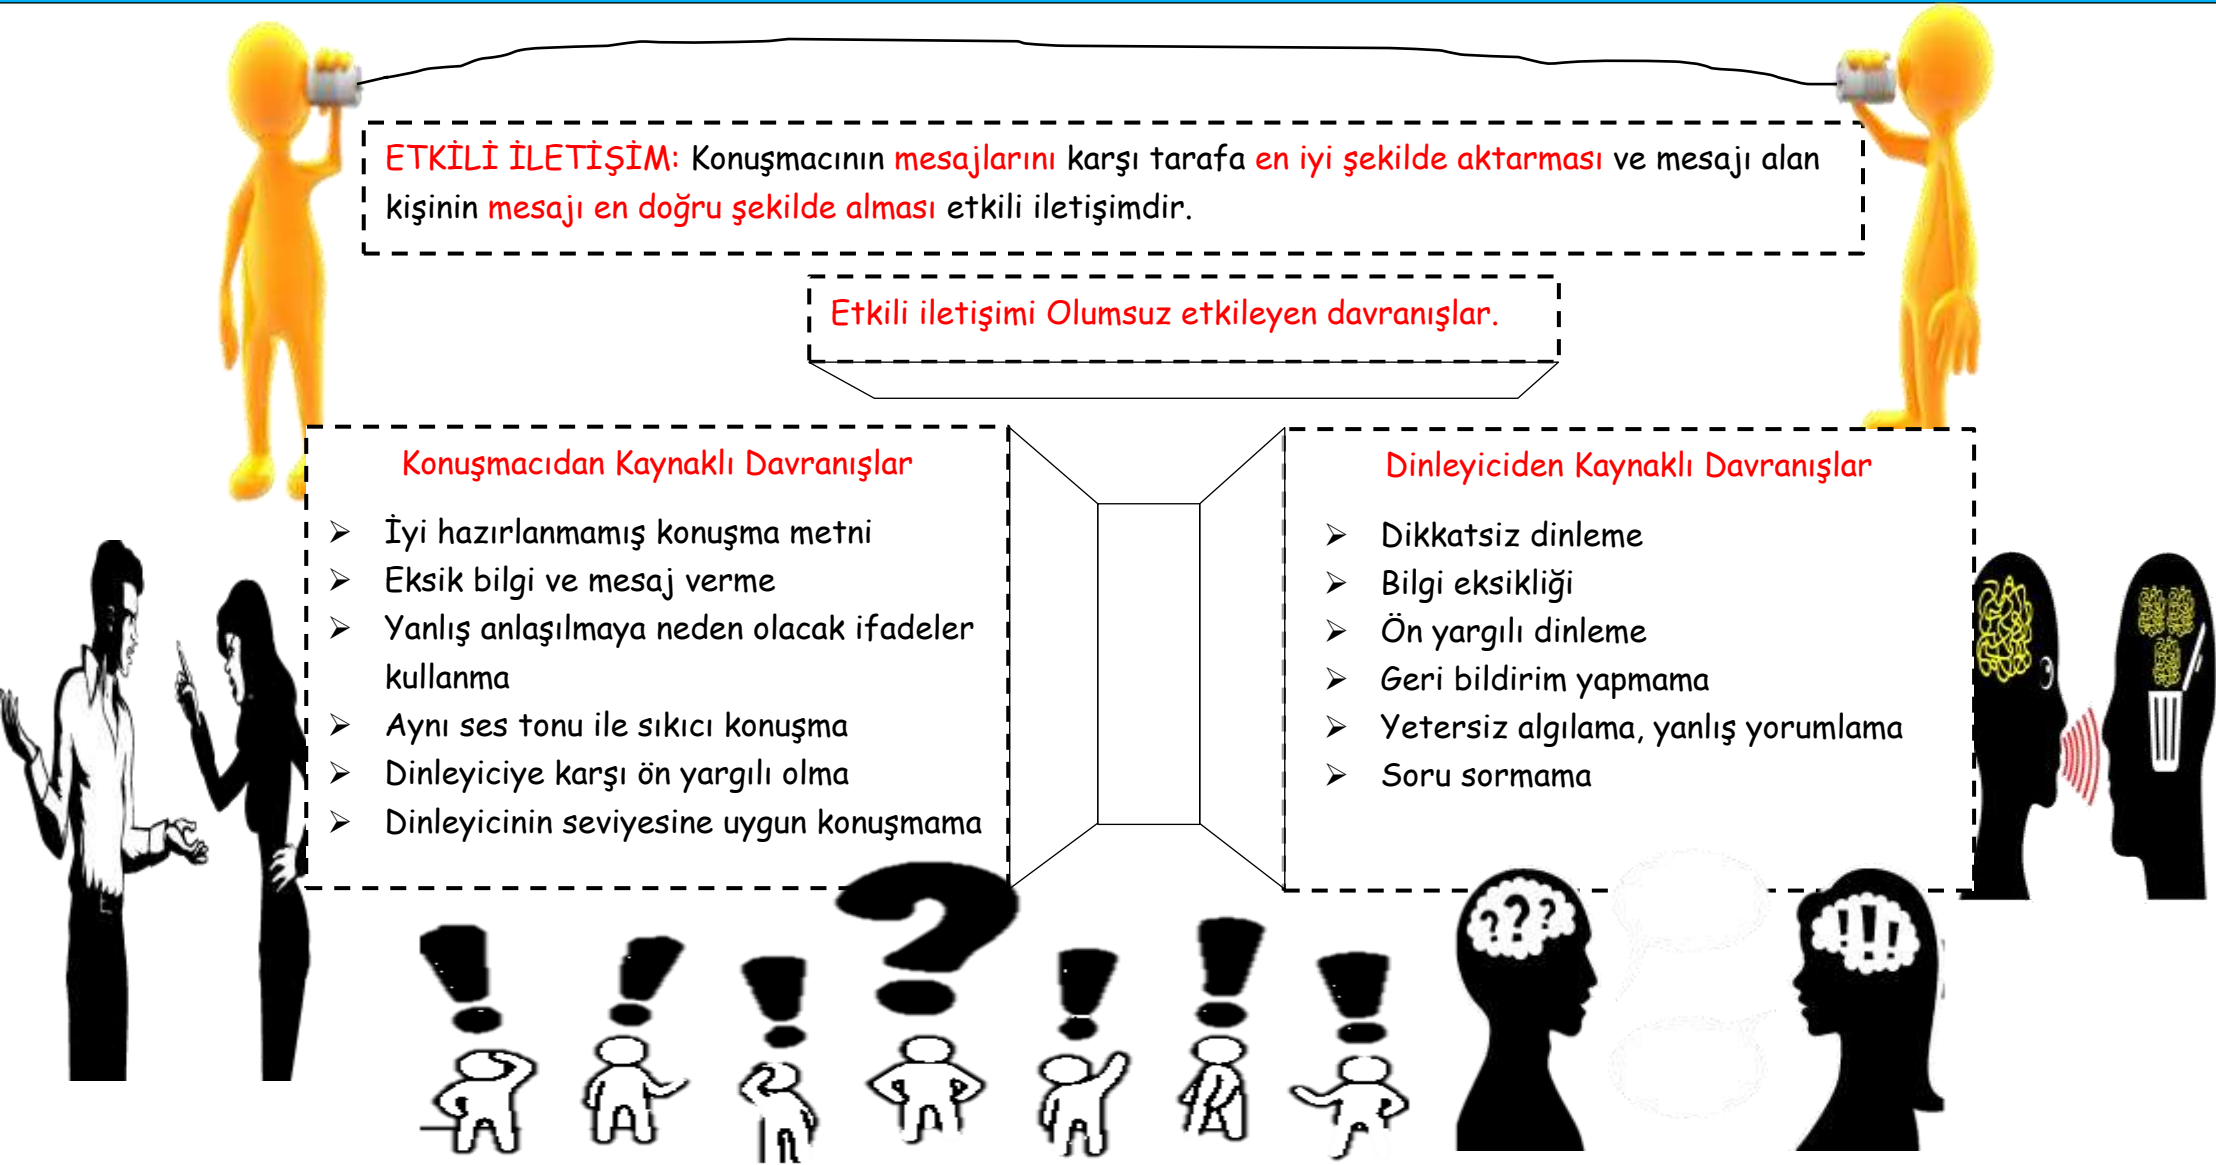 ETKİLİ İLETİŞİM: Konuşmacının mesajlarını karşı tarafa en iyi şekilde aktarması ve mesajı alan
kişinin mesajı en doğru şekilde alması etkili iletişimdir.
Etkili iletişimi Olumsuz etkileyen davranışlar.
Konuşmacıdan Kaynaklı Davranışlar
➢ İyi hazırlanmamış konuşma metni
➢ Eksik bilgi ve mesaj verme
➢ Yanlış anlaşılmaya neden olacak ifadeler
kullanma
➢ Aynı ses tonu ile sıkıcı konuşma
➢ Dinleyiciye karşı ön yargılı olma
➢ Dinleyicinin seviyesine uygun konuşmama
Dinleyiciden Kaynaklı Davranışlar
➢ Dikkatsiz dinleme
➢ Bilgi eksikliği
➢ Ön yargılı dinleme
➢ Geri bildirim yapmama
➢ Yetersiz algılama, yanlış yorumlama
➢ Soru sormama
! ! ! ? ! ! !
???
!!!